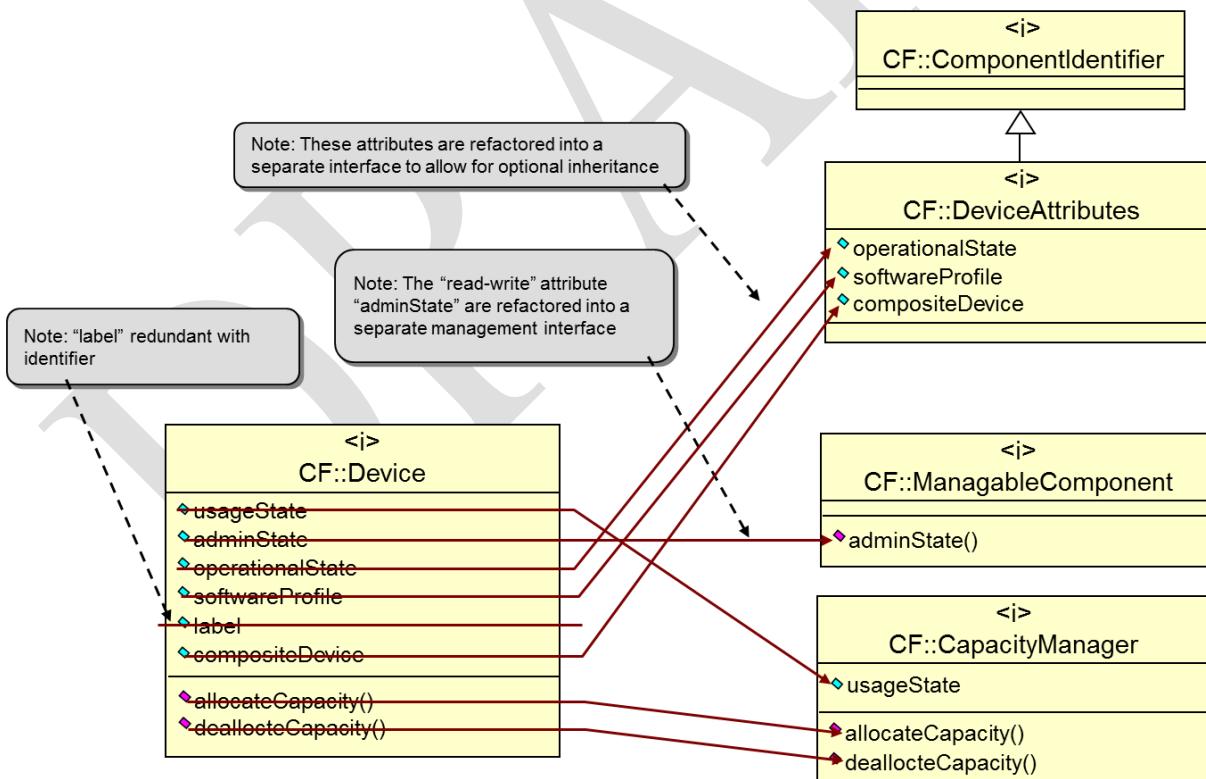 <i>
CF::ComponentIdentifier
Note: These attributes are refactored into a
separate interface to allow for optional inheritance
<i>
CF::DeviceAttributes
operationalState
softwareProfile
compositeDevice
Note: The “read-write” attribute
“adminState” are refactored into a
separate management interface
Note: “label” redundant with
identifier
<i>
CF::Device
usageState
adminState
operationalState
softwareProfile
label
compositeDevice
allocateCapacity()
deallocteCapacity()
<i>
CF::ManagableComponent
adminState()
<i>
CF::CapacityManager
usageState
allocateCapacity()
deallocteCapacity()
DRAF